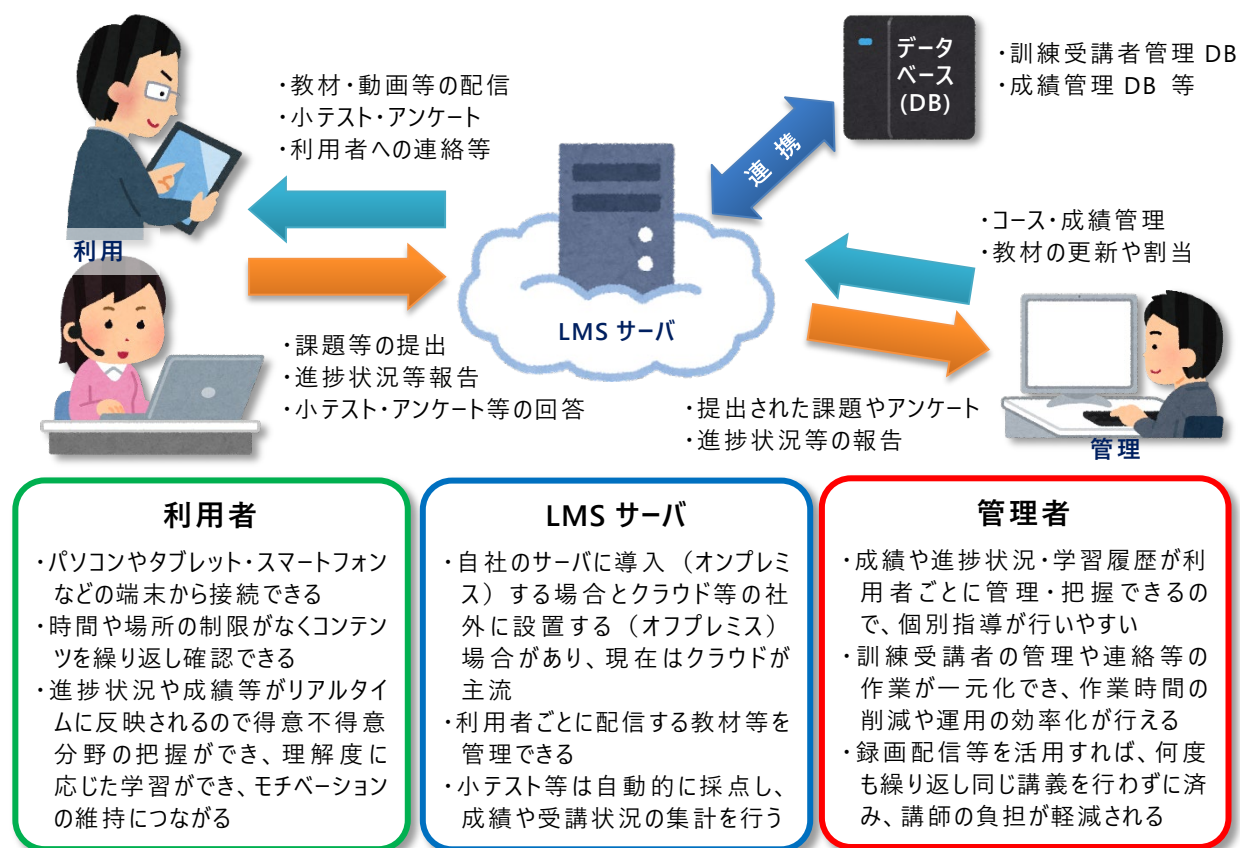 ・教材・動画等の配信
・小テスト・アンケート
・利用者への連絡等
データ
ベース
(DB)
・訓練受講者管理 DB
・成績管理 DB 等
連携
利用
・コース・成績管理
・教材の更新や割当
LMS サーバ
・課題等の提出
・進捗状況等報告
・小テスト・アンケート等の回答
・提出された課題やアンケート
・進捗状況等の報告
管理
利用者
・パソコンやタブレット・スマートフォン
などの端末から接続できる
・時間や場所の制限がなくコンテン
ツを繰り返し確認できる
・進捗状況や成績等がリアルタイ
ムに反映されるので得意不得意
分野の把握ができ、理解度に
応じた学習ができ、モチベーション
の維持につながる
LMS サーバ
・自社のサーバに導入（オンプレミ
ス）する場合とクラウド等の社
外に設置する（オフプレミス）
場合があり、現在はクラウドが
主流
・利用者ごとに配信する教材等を
管理できる
・小テスト等は自動的に採点し、
成績や受講状況の集計を行う
管理者
・成績や進捗状況・学習履歴が利
用者ごとに管理・把握できるの
で、個別指導が行いやすい
・訓練受講者の管理や連絡等の
作業が一元化でき、作業時間の
削減や運用の効率化が行える
・録画配信等を活用すれば、何度
も繰り返し同じ講義を行わずに済
み、講師の負担が軽減される